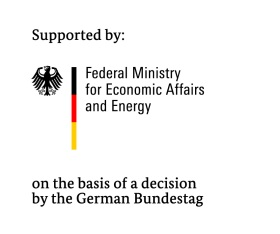 Supported by:
Federal Ministry
for Economic Affairs
and Energy
on the basis of a decision
by the German Bundestag